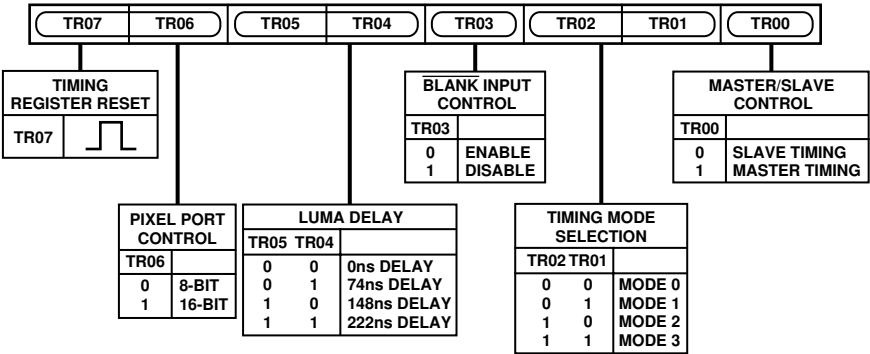 TR07 TR06 TR05 TR04 TR03 TR02 TR01 TR00
TIMING
REGISTER RESET
TR07
BLANK INPUT
CONTROL
TR03
0 ENABLE
1 DISABLE
MASTER/SLAVE
CONTROL
TR00
0 SLAVE TIMING
1 MASTER TIMING
PIXEL PORT
CONTROL
TR06
0 8-BIT
1 16-BIT
LUMA DELAY
TR05 TR04
0 0 0ns DELAY
0 1 74ns DELAY
1 0 148ns DELAY
1 1 222ns DELAY
TIMING MODE
SELECTION
TR02 TR01
0 0 MODE 0
0 1 MODE 1
1 0 MODE 2
1 1 MODE 3